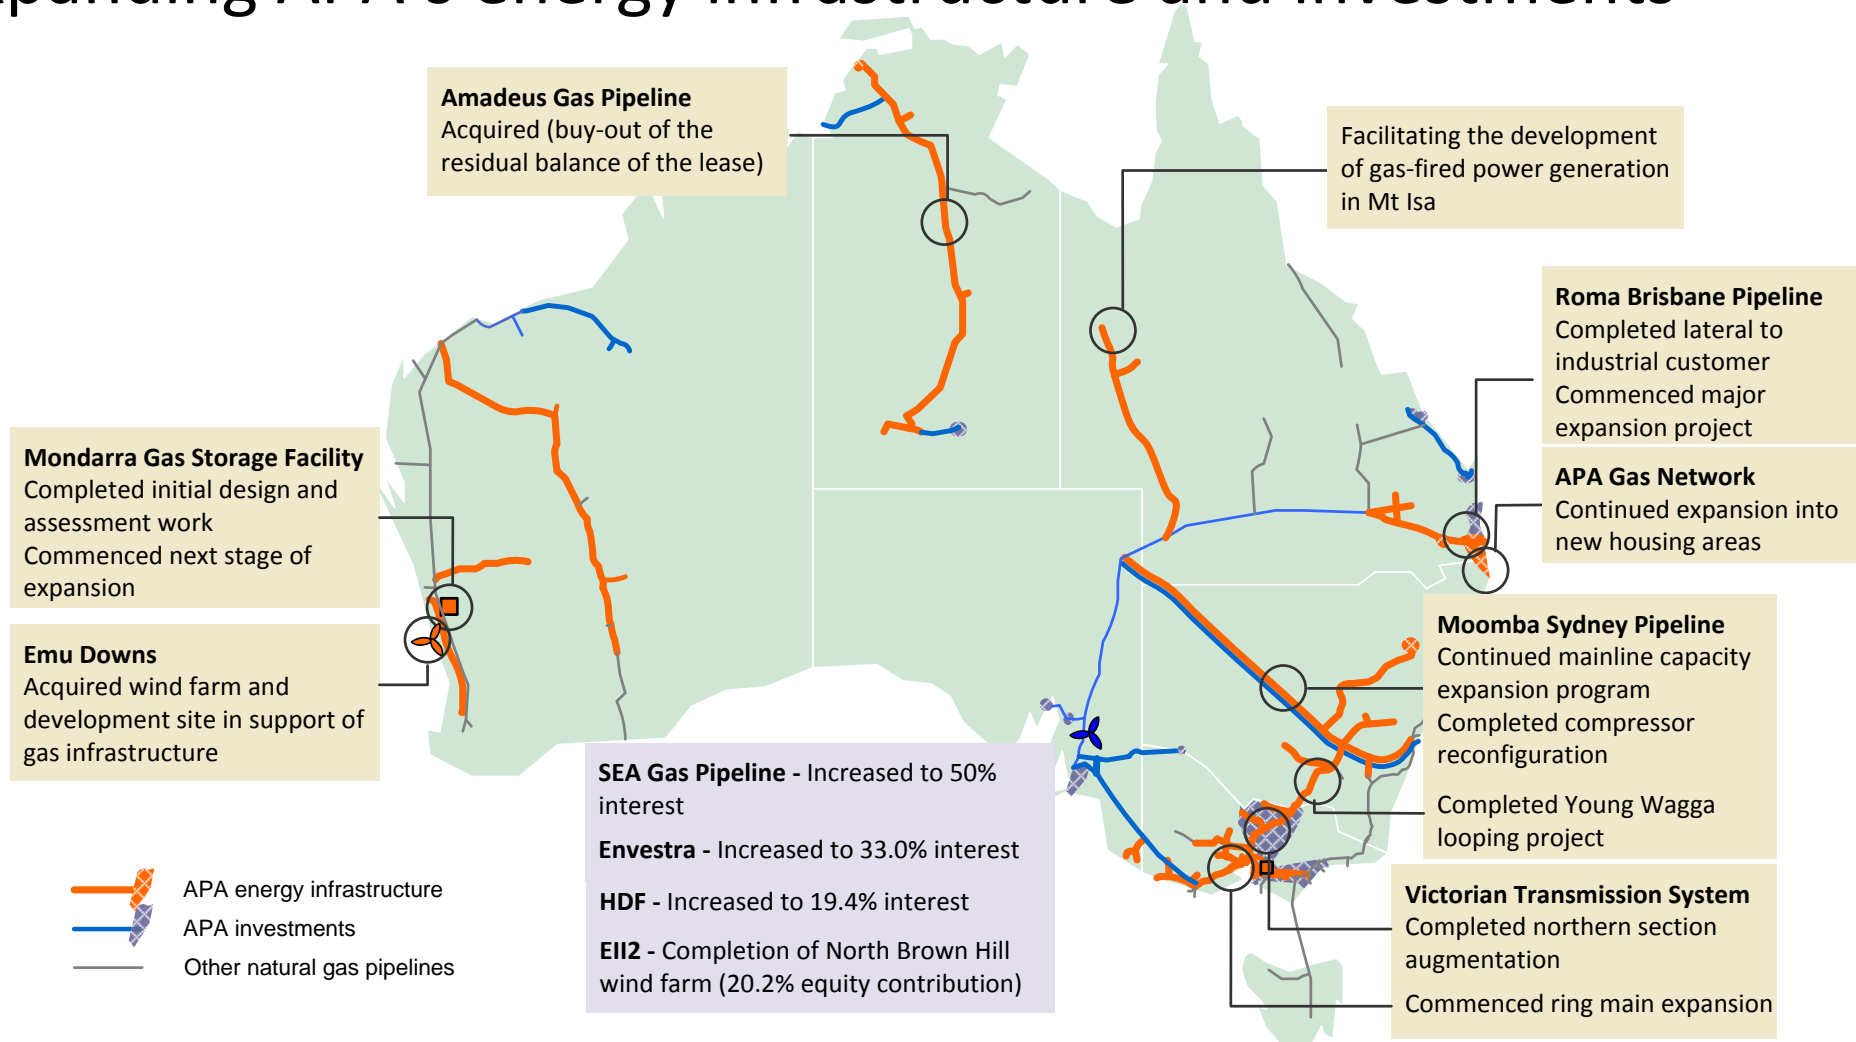 APA's energy infrastructure and investments
Amadeus Gas Pipeline
Acquired (buy-out of the
residual balance of the lease)
Facilitating the development
of gas-fired power generation
in Mt Isa
Roma Brisbane Pipeline
Completed lateral to
industrial customer
Commenced major
expansion project
APA Gas Network
Continued expansion into
new housing areas
Mondarra Gas Storage Facility
Completed initial design and
assessment work
Commenced next stage of
expansion
Emu Downs
Acquired wind farm and
development site in support of
gas infrastructure
Moomba Sydney Pipeline
Continued mainline capacity
expansion program
Completed compressor
reconfiguration
Completed Young Wagga
looping project
SEA Gas Pipeline - Increased to 50%
interest
Envestra - Increased to 33.0% interest
HDF - Increased to 19.4% interest
EII2 - Completion of North Brown Hill
wind farm (20.2% equity contribution)
Victorian Transmission System
Completed northern section
augmentation
Commenced ring main expansion
APA energy infrastructure
APA investments
Other natural gas pipelines